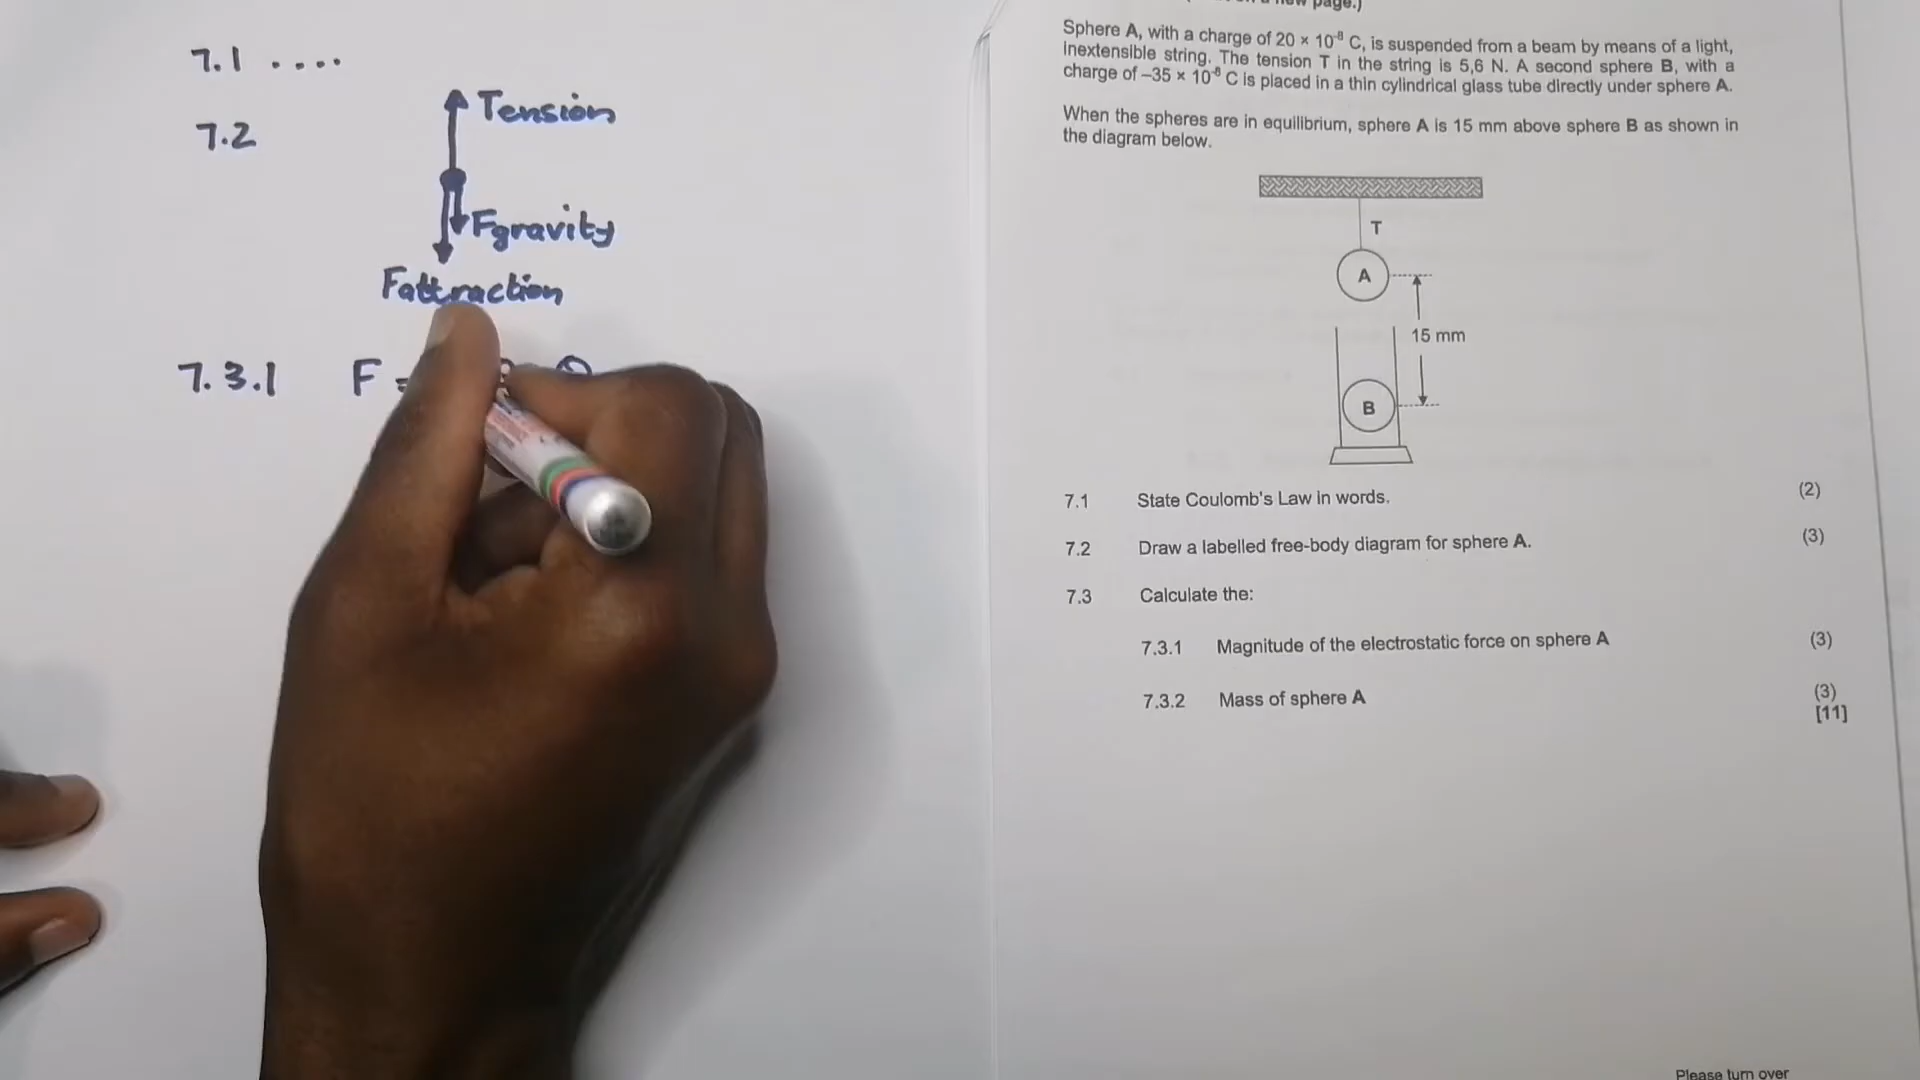 7.1 ....
7.2
Tension
Fgravity
Fattraction
7.3.1 F =
page.)
Sphere A, with a charge of 20 × 10⁻⁸ C, is suspended from a beam by means of a light,
inextensible string. The tension T in the string is 5,6 N. A second sphere B, with a
charge of –35 × 10⁻⁸ C is placed in a thin cylindrical glass tube directly under sphere A.
When the spheres are in equilibrium, sphere A is 15 mm above sphere B as shown in
the diagram below.
T
A
15 mm
B
7.1 State Coulomb's Law in words. (2)
7.2 Draw a labelled free-body diagram for sphere A. (3)
7.3 Calculate the:
7.3.1 Magnitude of the electrostatic force on sphere A (3)
7.3.2 Mass of sphere A (3)
[11]
Please turn over